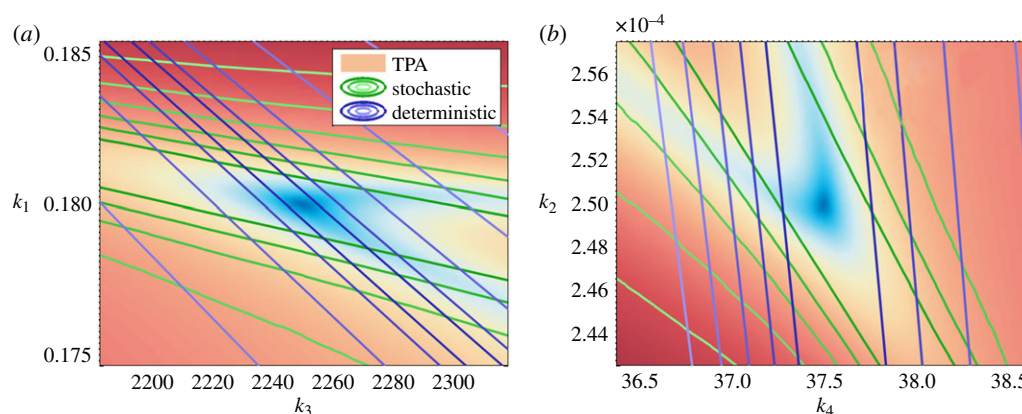 (a)
0.185
k1
0.180
0.175
2200 2220 2240 2260 2280 2300
k3
TPA
stochastic
deterministic
(b)
×10–4
2.56
2.54
2.52
k2
2.50
2.48
2.46
2.44
36.5 37.0 37.5 38.0 38.5
k4